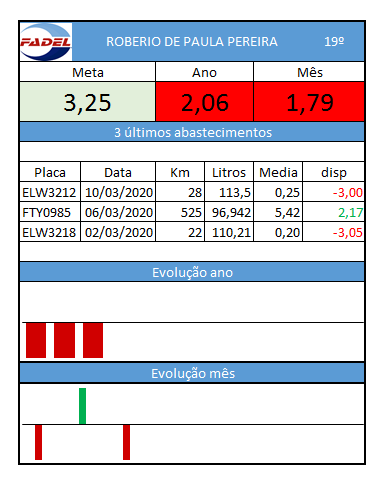 FADEL
ROBERIO DE PAULA PEREIRA 19º
Meta Ano Mês
3,25 2,06 1,79
3 últimos abastecimentos
Placa Data Km Litros Media disp
ELW3212 10/03/2020 28 113,5 0,25 -3,00
FTY0985 06/03/2020 525 96,942 5,42 2,17
ELW3218 02/03/2020 22 110,21 0,20 -3,05
Evolução ano
Evolução mês